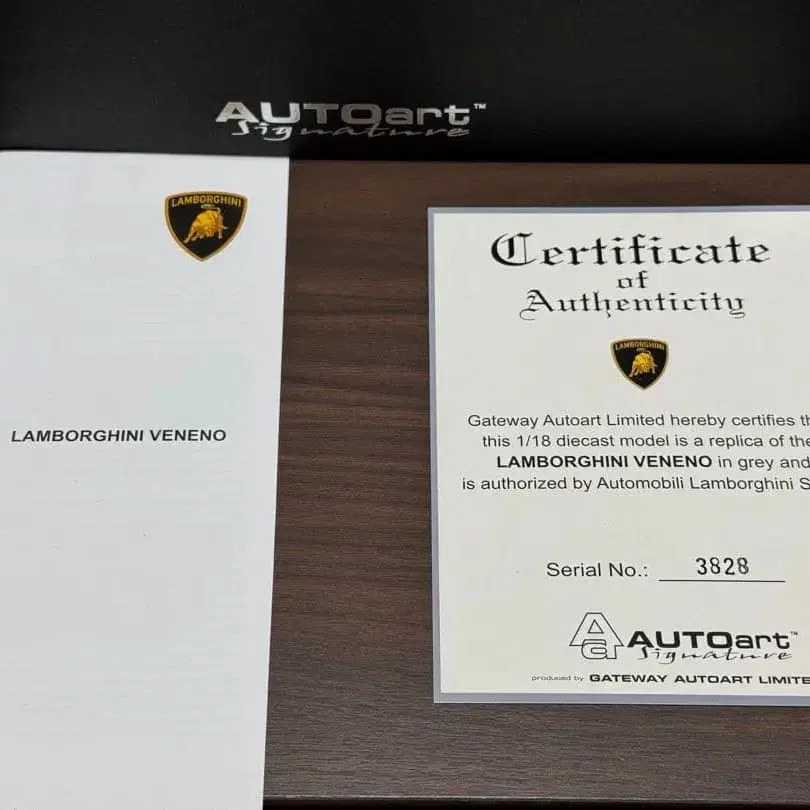 AUTOart™
Signature
LAMBORGHINI
LAMBORGHINI VENENO
Certificate
of
Authenticity
LAMBORGHINI
Gateway Autoart Limited hereby certifies
this 1/18 diecast model is a replica of the
LAMBORGHINI VENENO in grey and
is authorized by Automobili Lamborghini S
Serial No.: 3828
Aa AUTOart™
Signature
produced by GATEWAY AUTOART LIMITE